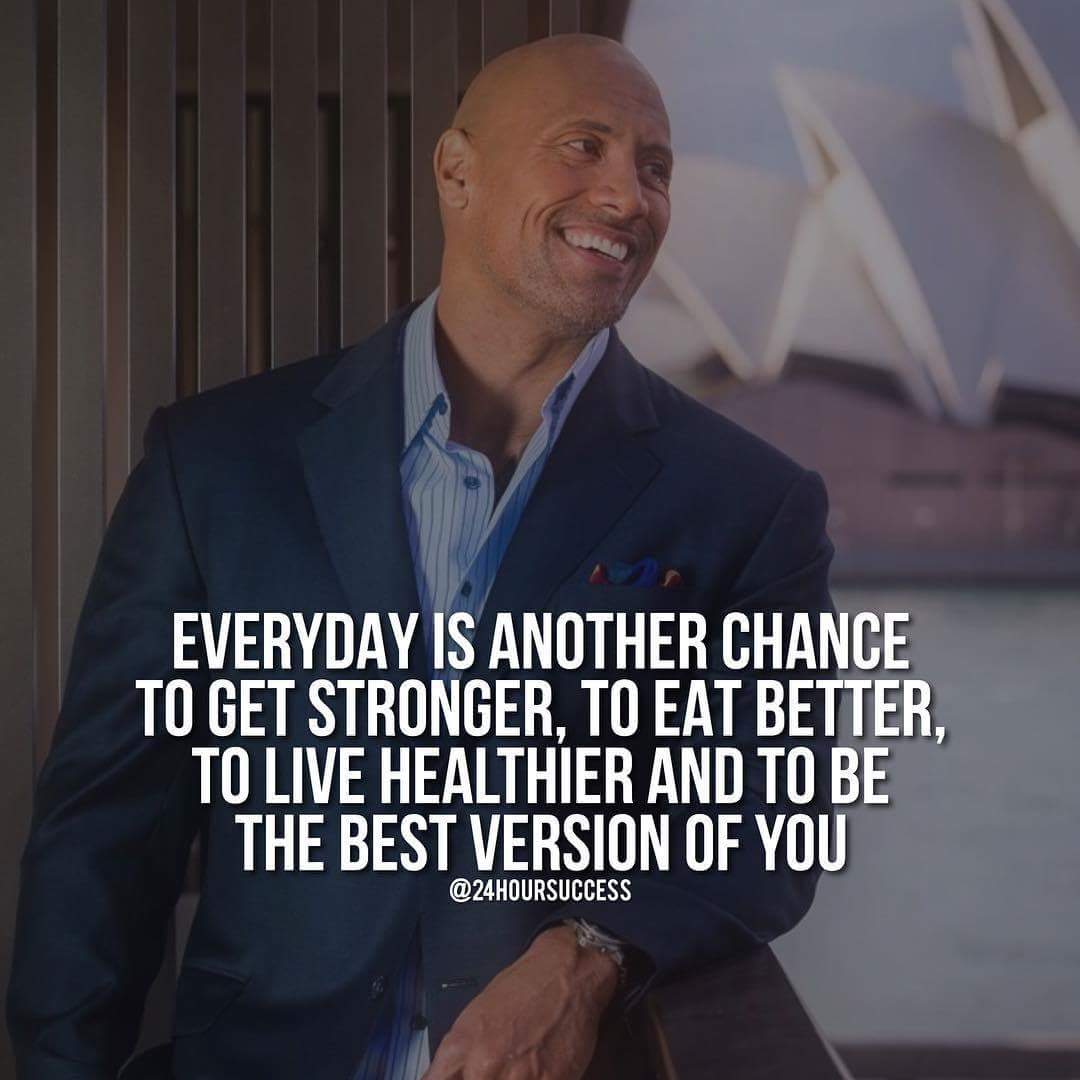 EVERYDAY IS ANOTHER CHANCE
TO GET STRONGER, TO EAT BETTER,
TO LIVE HEALTHIER AND TO BE
THE BEST VERSION OF YOU
@24HOURSUCCESS